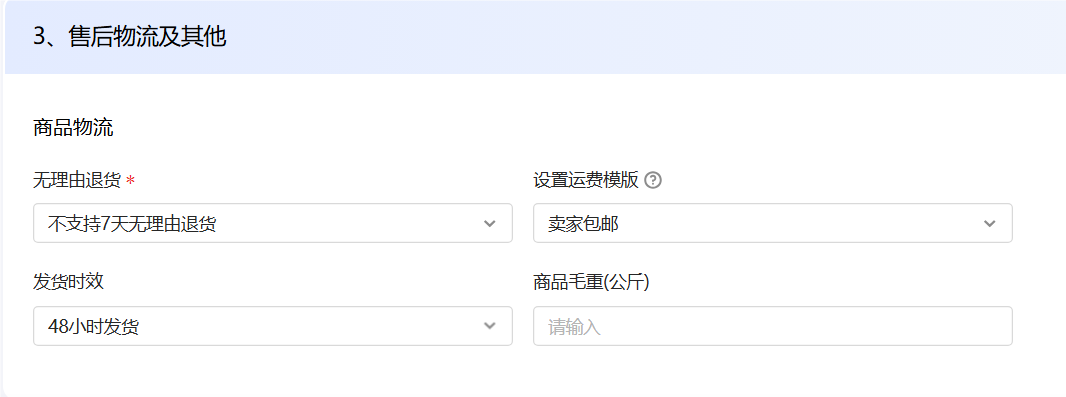 3、售后物流及其他
商品物流
无理由退货 *
设置运费模版 ?
不支持7天无理由退货
卖家包邮
发货时效
商品毛重(公斤)
48小时发货
请输入